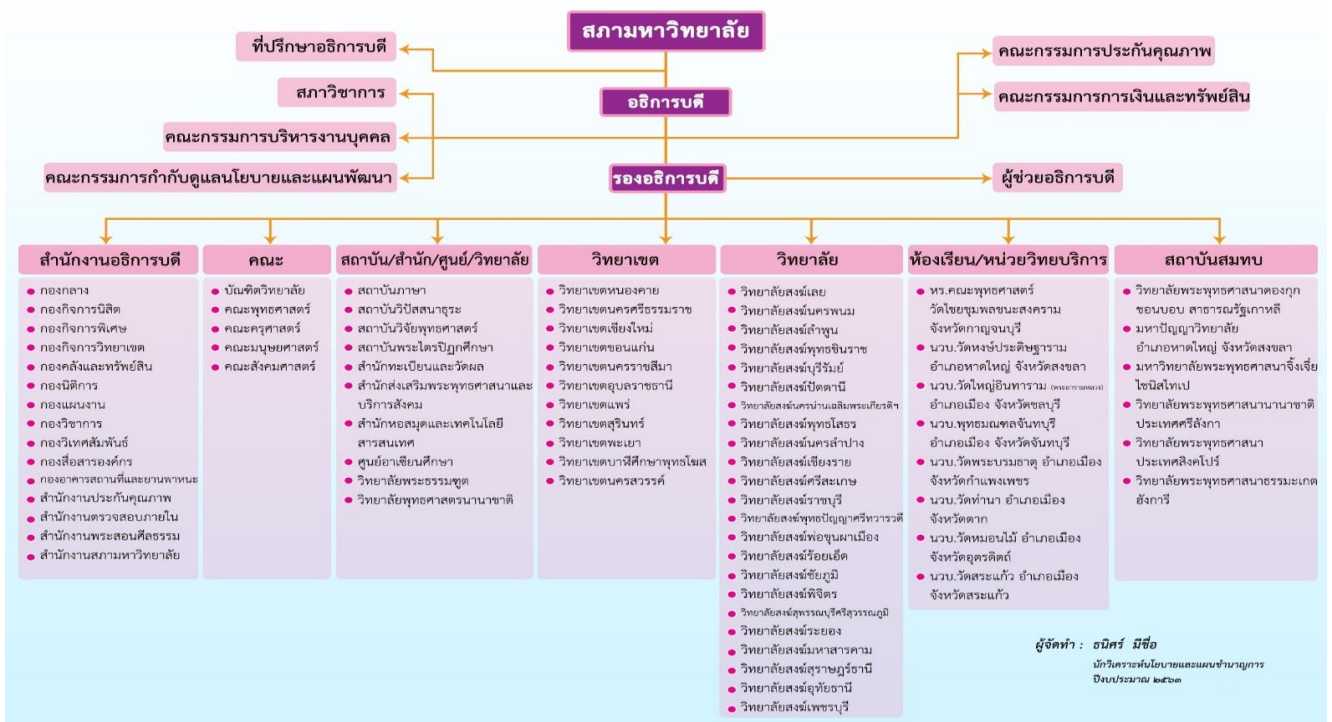 สภามหาวิทยาลัย
ที่ปรึกษาอธิการบดี
คณะกรรมการประกันคุณภาพ
สภาวิชาการ
อธิการบดี
คณะกรรมการการเงินและทรัพย์สิน
คณะกรรมการบริหารงานบุคคล
คณะกรรมการกำกับดูแลนโยบายและแผนพัฒนา
รองอธิการบดี
ผู้ช่วยอธิการบดี
สำนักงานอธิการบดี
กองกลาง
กองกิจการนิสิต
กองกิจการพิเศษ
กองกิจการวิทยาเขต
กองคลังและทรัพย์สิน
กองนิติการ
กองแผนงาน
กองวิชาการ
กองวิเทศสัมพันธ์
กองสื่อสารองค์กร
กองอาคารสถานที่และยานพาหนะ
สำนักงานประกันคุณภาพ
สำนักงานตรวจสอบภายใน
สำนักงานพระสอนศีลธรรม
สำนักงานสภามหาวิทยาลัย
คณะ
บัณฑิตวิทยาลัย
คณะพุทธศาสตร์
คณะครุศาสตร์
คณะมนุษยศาสตร์
คณะสังคมศาสตร์
สถาบัน/สำนัก/ศูนย์/วิทยาลัย
สถาบันภาษา
สถาบันวิปัสสนาธุระ
สถาบันวิจัยพุทธศาสตร์
สถาบันพระไตรปิฏกศึกษา
สำนักทะเบียนและวัดผล
สำนักส่งเสริมพระพุทธศาสนาและ
บริการสังคม
สำนักหอสมุดและเทคโนโลยี
สารสนเทศ
ศูนย์อาเซียนศึกษา
วิทยาลัยพระธรรมทูต
วิทยาลัยพุทธศาสตร์นานาชาติ
วิทยาเขต
วิทยาเขตหนองคาย
วิทยาเขตนครศรีธรรมราช
วิทยาเขตเชียงใหม่
วิทยาเขตขอนแก่น
วิทยาเขตนครราชสีมา
วิทยาเขตอุบลราชธานี
วิทยาเขตแพร่
วิทยาเขตสุรินทร์
วิทยาเขตพะเยา
วิทยาเขตบาฬีศึกษาพุทธโฆส
วิทยาเขตนครสวรรค์
วิทยาลัย
วิทยาลัยสงฆ์เลย
วิทยาลัยสงฆ์นครพนม
วิทยาลัยสงฆ์ลำพูน
วิทยาลัยสงฆ์พุทธชินราช
วิทยาลัยสงฆ์บุรีรัมย์
วิทยาลัยสงฆ์ปัตตานี
วิทยาลัยสงฆ์นครน่านเฉลิมพระเกียรติฯ
วิทยาลัยสงฆ์พุทธโสธร
วิทยาลัยสงฆ์นครลำปาง
วิทยาลัยสงฆ์เชียงราย
วิทยาลัยสงฆ์ศรีสะเกษ
วิทยาลัยสงฆ์ราชบุรี
วิทยาลัยสงฆ์พุทธปัญญาศรีทวารวดี
วิทยาลัยสงฆ์พ่อขุนผาเมือง
วิทยาลัยสงฆ์ร้อยเอ็ด
วิทยาลัยสงฆ์ชัยภูมิ
วิทยาลัยสงฆ์พิจิตร
วิทยาลัยสงฆ์สุพรรณบุรีศรีสุวรรณภูมิ
วิทยาลัยสงฆ์ระยอง
วิทยาลัยสงฆ์มหาสารคาม
วิทยาลัยสงฆ์สุราษฎร์ธานี
วิทยาลัยสงฆ์อุทัยธานี
วิทยาลัยสงฆ์เพชรบุรี
ห้องเรียน/หน่วยวิทยบริการ
หร.คณะพุทธศาสตร์
วัดไชยชุมพลชนะสงคราม
จังหวัดกาญจนบุรี
นวบ.วัดหงษ์ประดิษฐาราม
อำเภอหาดใหญ่ จังหวัดสงขลา
นวบ.วัดใหญ่อินทาราม (พระอารามหลวง)
อำเภอเมือง จังหวัดชลบุรี
นวบ.พุทธมณฑลจันทบุรี
อำเภอเมือง จังหวัดจันทบุรี
นวบ.วัดพระบรมธาตุ อำเภอเมือง
จังหวัดกำแพงเพชร
นวบ.วัดท่านา อำเภอเมือง
จังหวัดตาก
นวบ.วัดหมอนไม้ อำเภอเมือง
จังหวัดอุตรดิตถ์
นวบ.วัดสระแก้ว อำเภอเมือง
จังหวัดสระแก้ว
สถาบันสมทบ
วิทยาลัยพระพุทธศาสนาดองกุก
ชอนบอบ สาธารณรัฐเกาหลี
มหาปัญญาวิทยาลัย
อำเภอหาดใหญ่ จังหวัดสงขลา
มหาวิทยาลัยพระพุทธศาสนาจิ้งเจี๋ย
ไชนิสไทเป
วิทยาลัยพระพุทธศาสนานานาชาติ
ประเทศศรีลังกา
วิทยาลัยพระพุทธศาสนา
ประเทศสิงคโปร์
วิทยาลัยพระพุทธศาสนาธรรมะเกต
ฮังการี
ผู้จัดทำ : ธนิศร์ มีชื่อ
นักวิเคราะห์นโยบายและแผนชำนาญการ
ปีงบประมาณ ๒๕๖๓